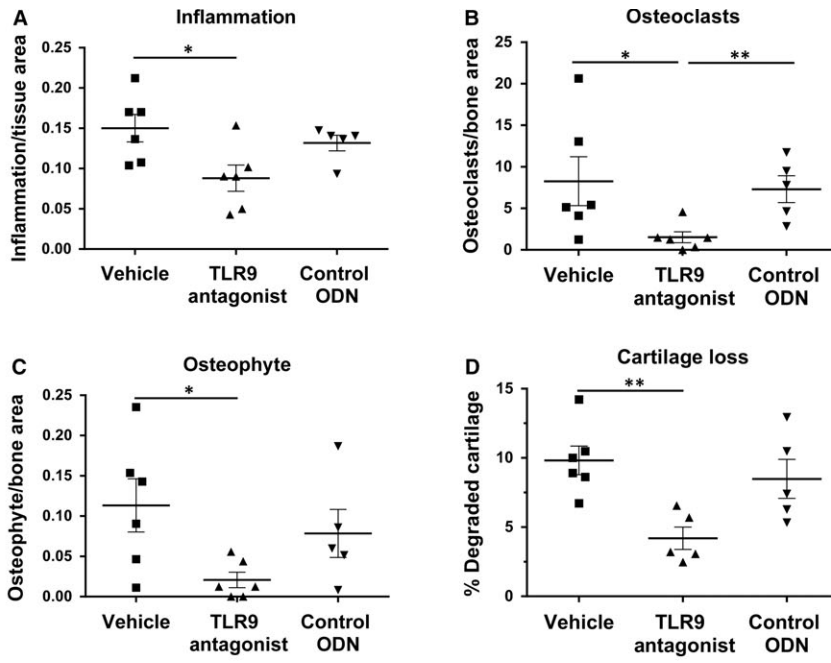 A
Inflammation
*
Inflammation/tissue area
0.25
0.20
0.15
0.10
0.05
0.00
Vehicle
TLR9
antagonist
Control
ODN
B
Osteoclasts
*
**
Osteoclasts/bone area
25
20
15
10
5
0
Vehicle
TLR9
antagonist
Control
ODN
C
Osteophyte
*
Osteophyte/bone area
0.25
0.20
0.15
0.10
0.05
0.00
Vehicle
TLR9
antagonist
Control
ODN
D
Cartilage loss
**
% Degraded cartilage
15
10
5
0
Vehicle
TLR9
antagonist
Control
ODN